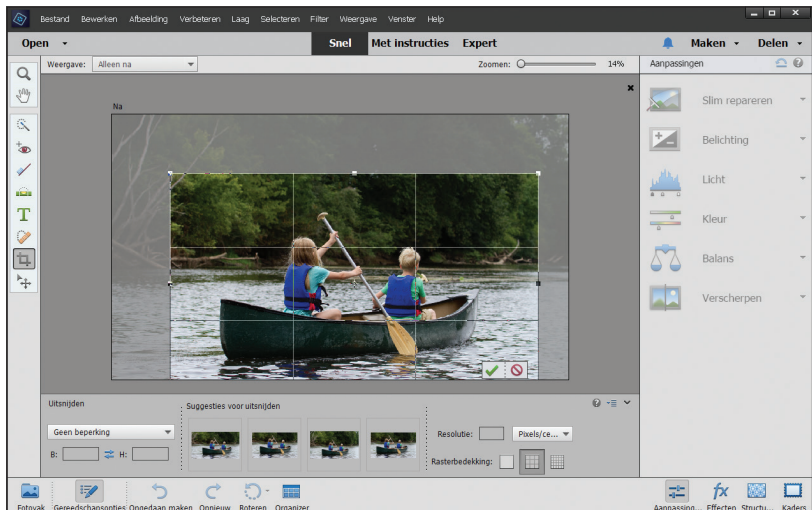 Bestand Bewerken Afbeelding Verbeteren Laag Selecteren Filter Weergave Venster Help
Open Snel Met instructies Expert Maken Delen
Weergave: Alleen na Zoomen: 14% Aanpassingen
Na
Slim repareren
Belichting
Licht
Kleur
Balans
Verscherpen
T
Uitsnijden
Suggesties voor uitsnijden
Geen beperking
B: H:
Resolutie: Pixels/ce...
Rasterbedekking:
fx
Fotovak Gereedschapsopties Ongedaan maken Opnieuw Roteren Organizer Aanpassing... Effecten Structu... Kaders